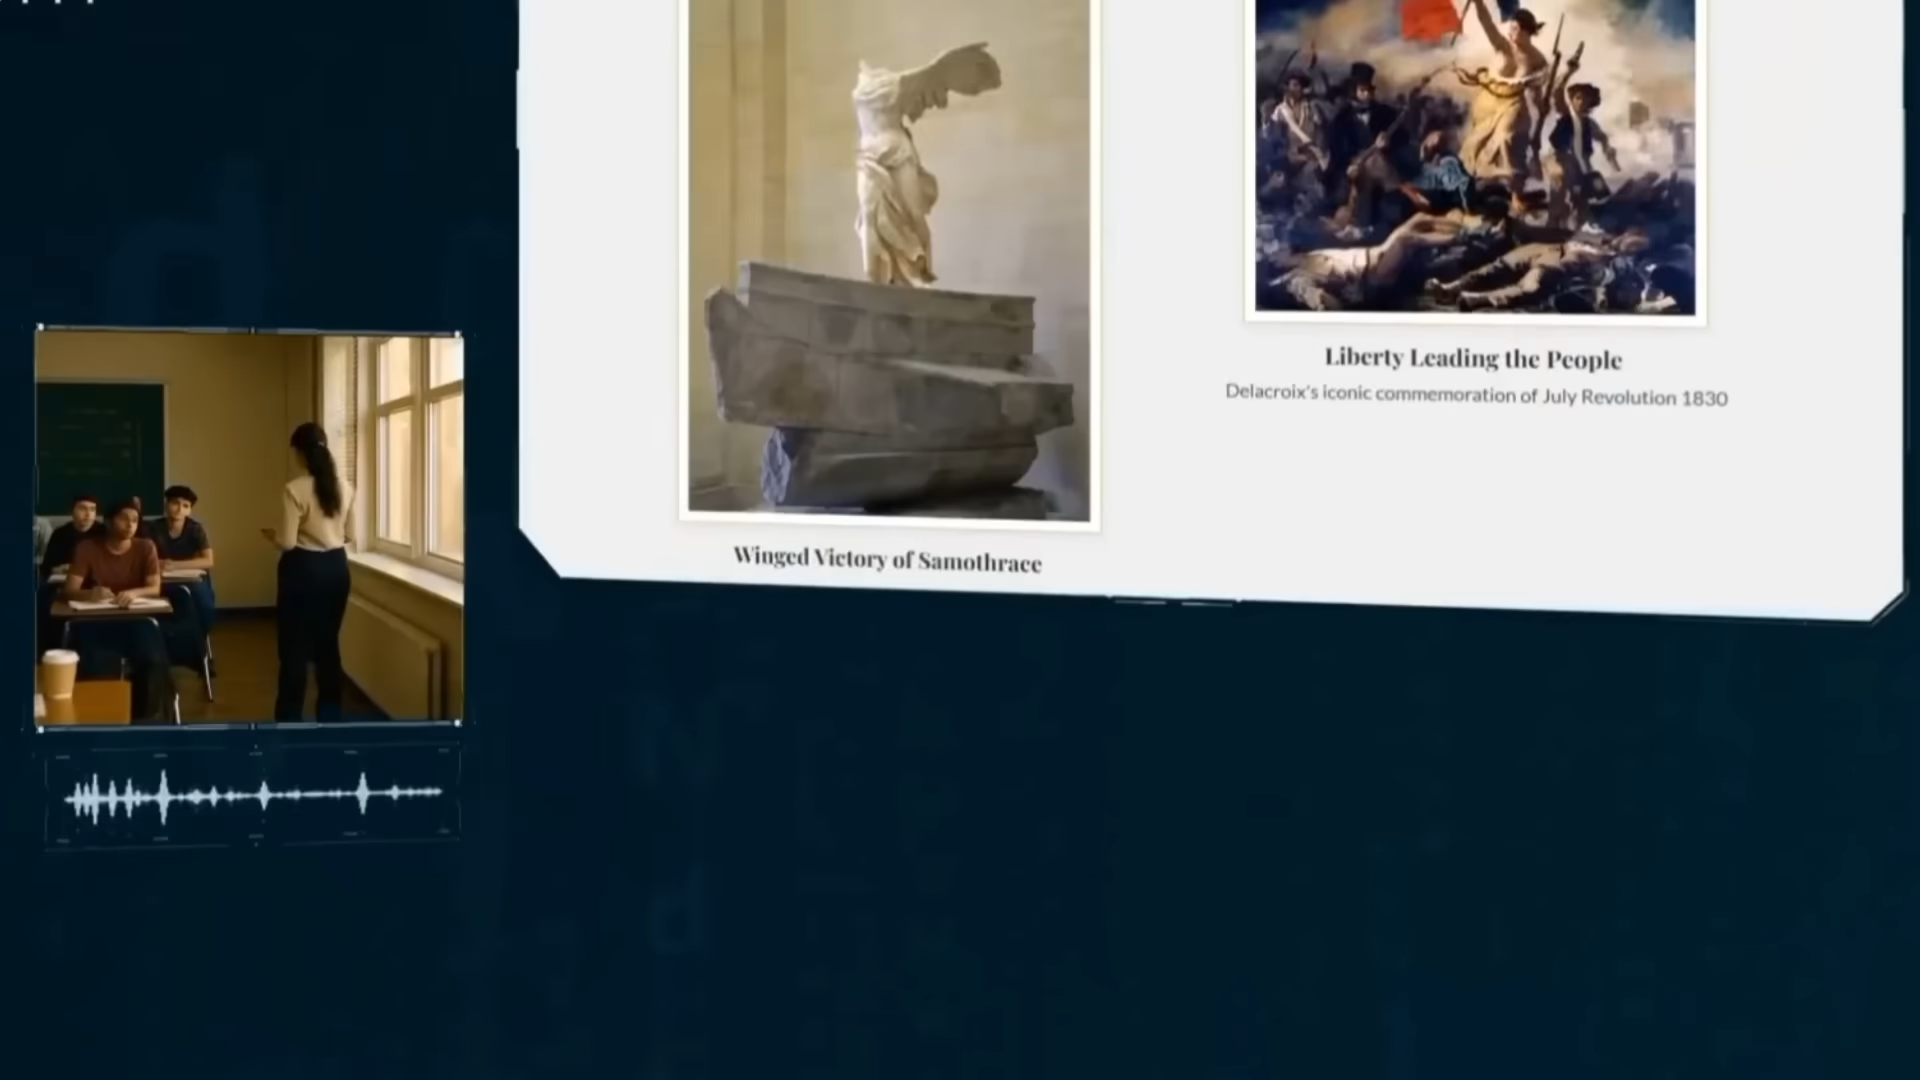 Liberty Leading the People
Delacroix's iconic commemoration of July Revolution 1830
Winged Victory of Samothrace